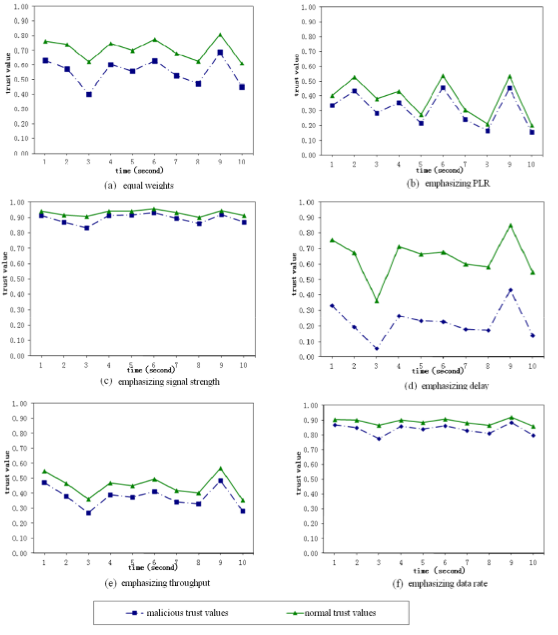 1.00
0.90
0.80
0.70
0.60
0.50
0.40
0.30
0.20
0.10
0.00
trust value
1 2 3 4 5 6 7 8 9 10
time (second)
(a) equal weights
1.00
0.90
0.80
0.70
0.60
0.50
0.40
0.30
0.20
0.10
0.00
trust value
1 2 3 4 5 6 7 8 9 10
time (second)
(b) emphasizing PLR
1.00
0.90
0.80
0.70
0.60
0.50
0.40
0.30
0.20
0.10
0.00
trust value
1 2 3 4 5 6 7 8 9 10
time (second)
(c) emphasizing signal strength
1.00
0.90
0.80
0.70
0.60
0.50
0.40
0.30
0.20
0.10
0.00
trust value
1 2 3 4 5 6 7 8 9 10
time (second)
(d) emphasizing delay
1.00
0.90
0.80
0.70
0.60
0.50
0.40
0.30
0.20
0.10
0.00
trust value
1 2 3 4 5 6 7 8 9 10
time (second)
(e) emphasizing throughput
1.00
0.90
0.80
0.70
0.60
0.50
0.40
0.30
0.20
0.10
0.00
trust value
1 2 3 4 5 6 7 8 9 10
time (second)
(f) emphasizing data rate
malicious trust values normal trust values